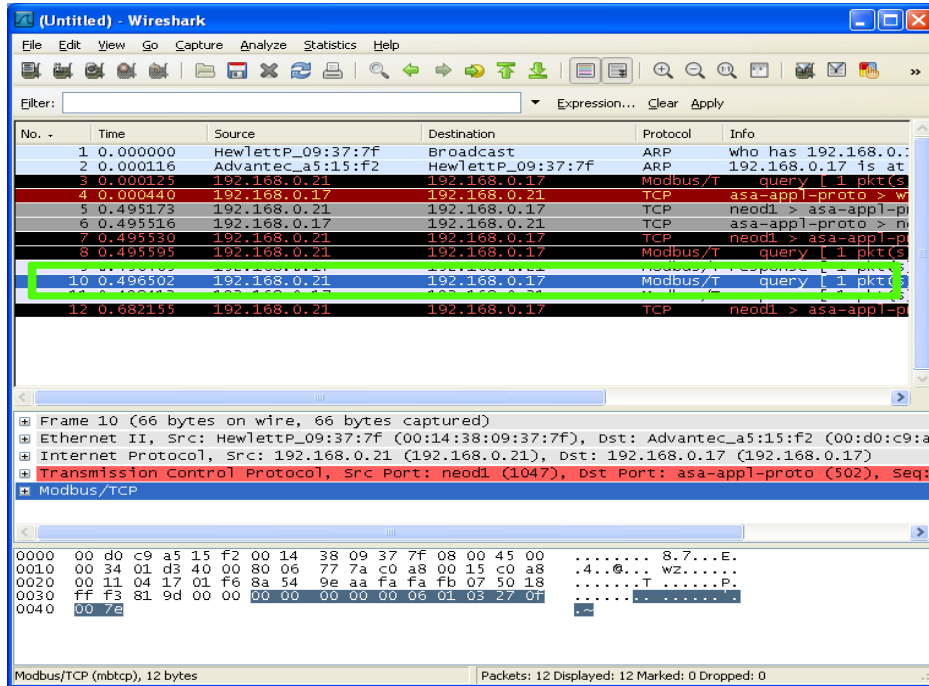 (Untitled) - Wireshark
File Edit View Go Capture Analyze Statistics Help
Filter: Expression... Clear Apply
No. - Time Source Destination Protocol Info
1 0.000000 HewlettP_09:37:7f Broadcast ARP who has 192.168.0.
2 0.000116 Advantec_a5:15:f2 HewlettP_09:37:7f ARP 192.168.0.17 is at
3 0.000125 192.168.0.21 192.168.0.17 Modbus/T query [ 1 pkt(s
4 0.000440 192.168.0.17 192.168.0.21 TCP asa-appl-proto > w
5 0.495173 192.168.0.21 192.168.0.17 TCP neod1 > asa-appl-p
6 0.495516 192.168.0.17 192.168.0.21 TCP asa-appl-proto > n
7 0.495530 192.168.0.21 192.168.0.17 TCP neod1 > asa-appl-p
8 0.495595 192.168.0.21 192.168.0.17 Modbus/T query [ 1 pkt(s
10 0.496502 192.168.0.21 192.168.0.17 Modbus/T query [ 1 pkt(s
12 0.682155 192.168.0.21 192.168.0.17 TCP neod1 > asa-appl-p
Frame 10 (66 bytes on wire, 66 bytes captured)
Ethernet II, Src: HewlettP_09:37:7f (00:14:38:09:37:7f), Dst: Advantec_a5:15:f2 (00:d0:c9:a
Internet Protocol, Src: 192.168.0.21 (192.168.0.21), Dst: 192.168.0.17 (192.168.0.17)
Transmission Control Protocol, Src Port: neod1 (1047), Dst Port: asa-appl-proto (502), Seq:
Modbus/TCP
0000 00 d0 c9 a5 15 f2 00 14 38 09 37 7f 08 00 45 00 ........ 8.7...E.
0010 00 34 01 d3 40 00 80 06 77 7a c0 a8 00 15 c0 a8 .4..@... wz......
0020 00 11 04 17 01 f6 8a 54 9e aa fa fa fb 07 50 18 .......T ......P.
0030 ff f3 81 9d 00 00 00 00 00 00 00 06 01 03 27 0f ........ ......'.
0040 00 7e .~
Modbus/TCP (mbtcp), 12 bytes Packets: 12 Displayed: 12 Marked: 0 Dropped: 0